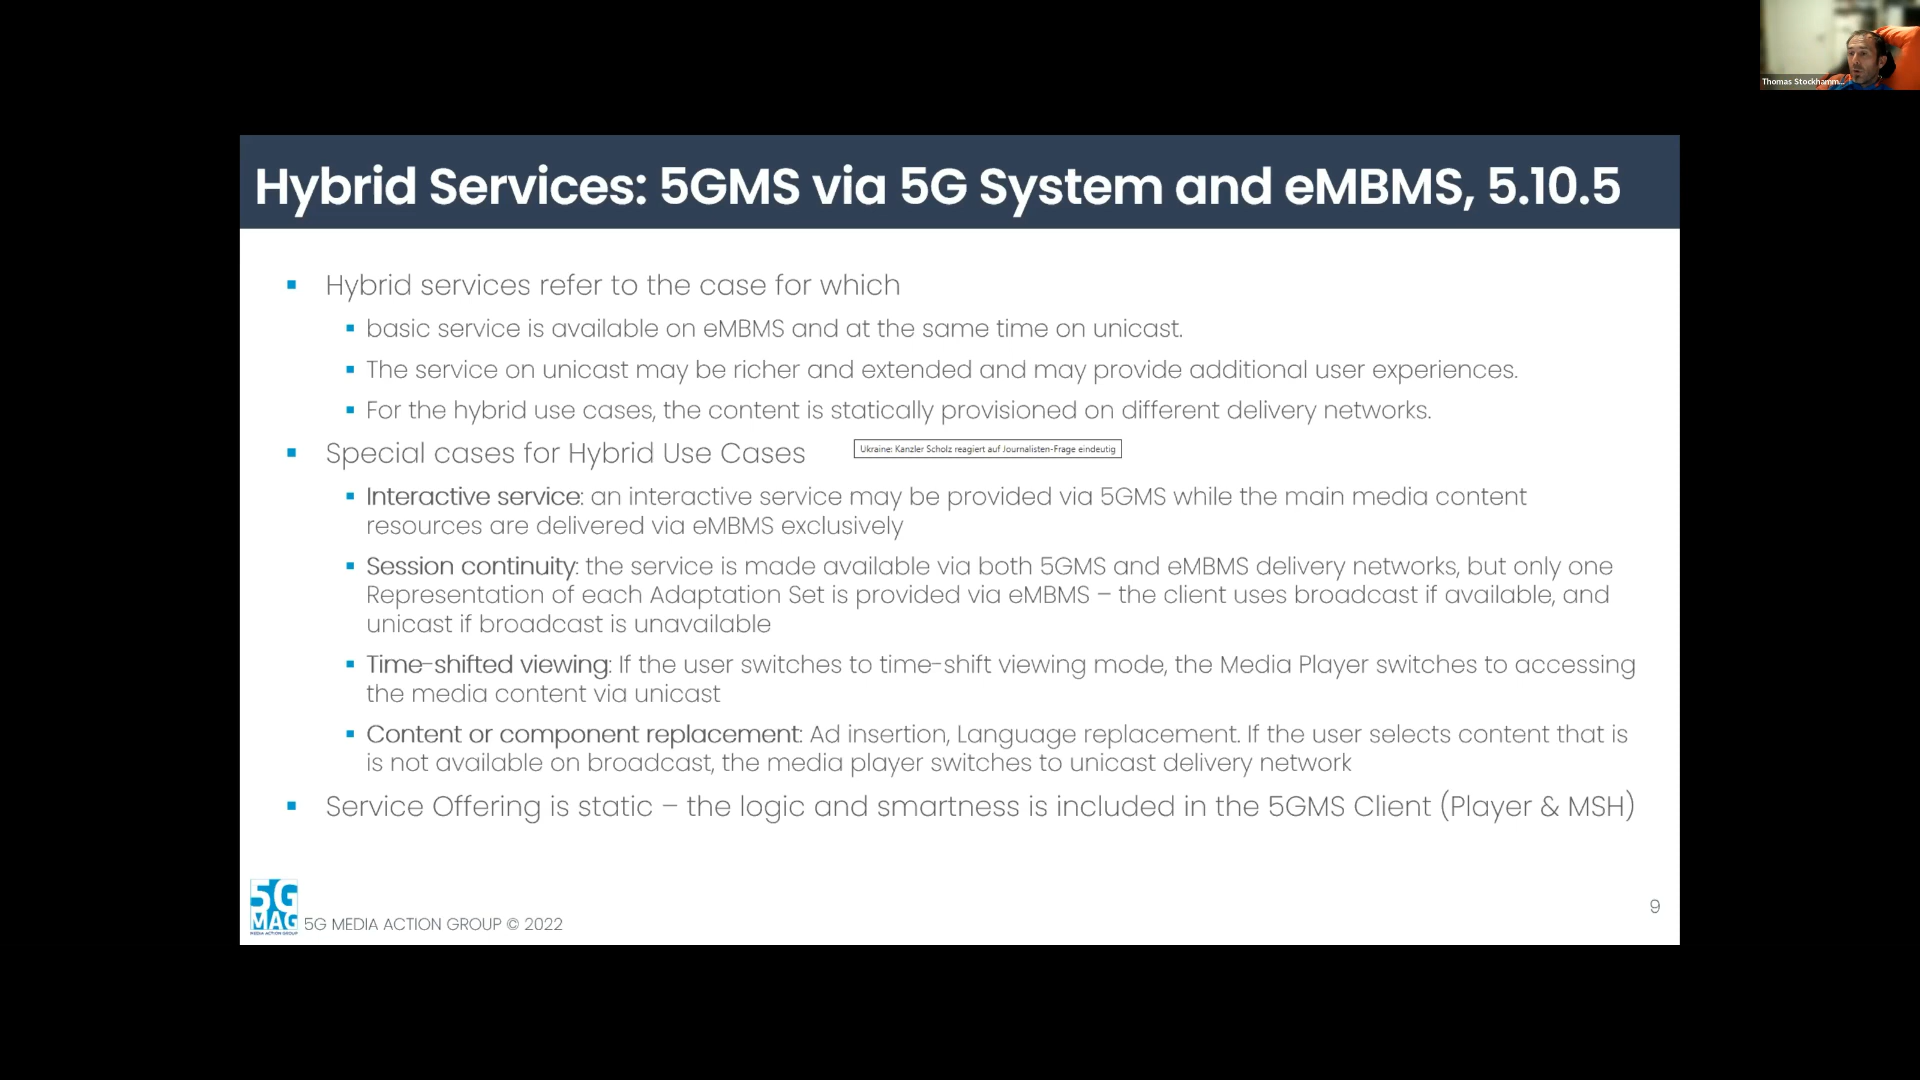 Thomas Stockhamm...
Hybrid Services: 5GMS via 5G System and eMBMS, 5.10.5
Hybrid services refer to the case for which
basic service is available on eMBMS and at the same time on unicast.
The service on unicast may be richer and extended and may provide additional user experiences.
For the hybrid use cases, the content is statically provisioned on different delivery networks.
Special cases for Hybrid Use Cases
Ukraine: Kanzler Scholz reagiert auf Journalisten-Frage eindeutig
Interactive service: an interactive service may be provided via 5GMS while the main media content
resources are delivered via eMBMS exclusively
Session continuity: the service is made available via both 5GMS and eMBMS delivery networks, but only one
Representation of each Adaptation Set is provided via eMBMS – the client uses broadcast if available, and
unicast if broadcast is unavailable
Time-shifted viewing: If the user switches to time-shift viewing mode, the Media Player switches to accessing
the media content via unicast
Content or component replacement: Ad insertion, Language replacement. If the user selects content that is
is not available on broadcast, the media player switches to unicast delivery network
Service Offering is static – the logic and smartness is included in the 5GMS Client (Player & MSH)
5G
MAG
MEDIA ACTION GROUP
5G MEDIA ACTION GROUP © 2022
9